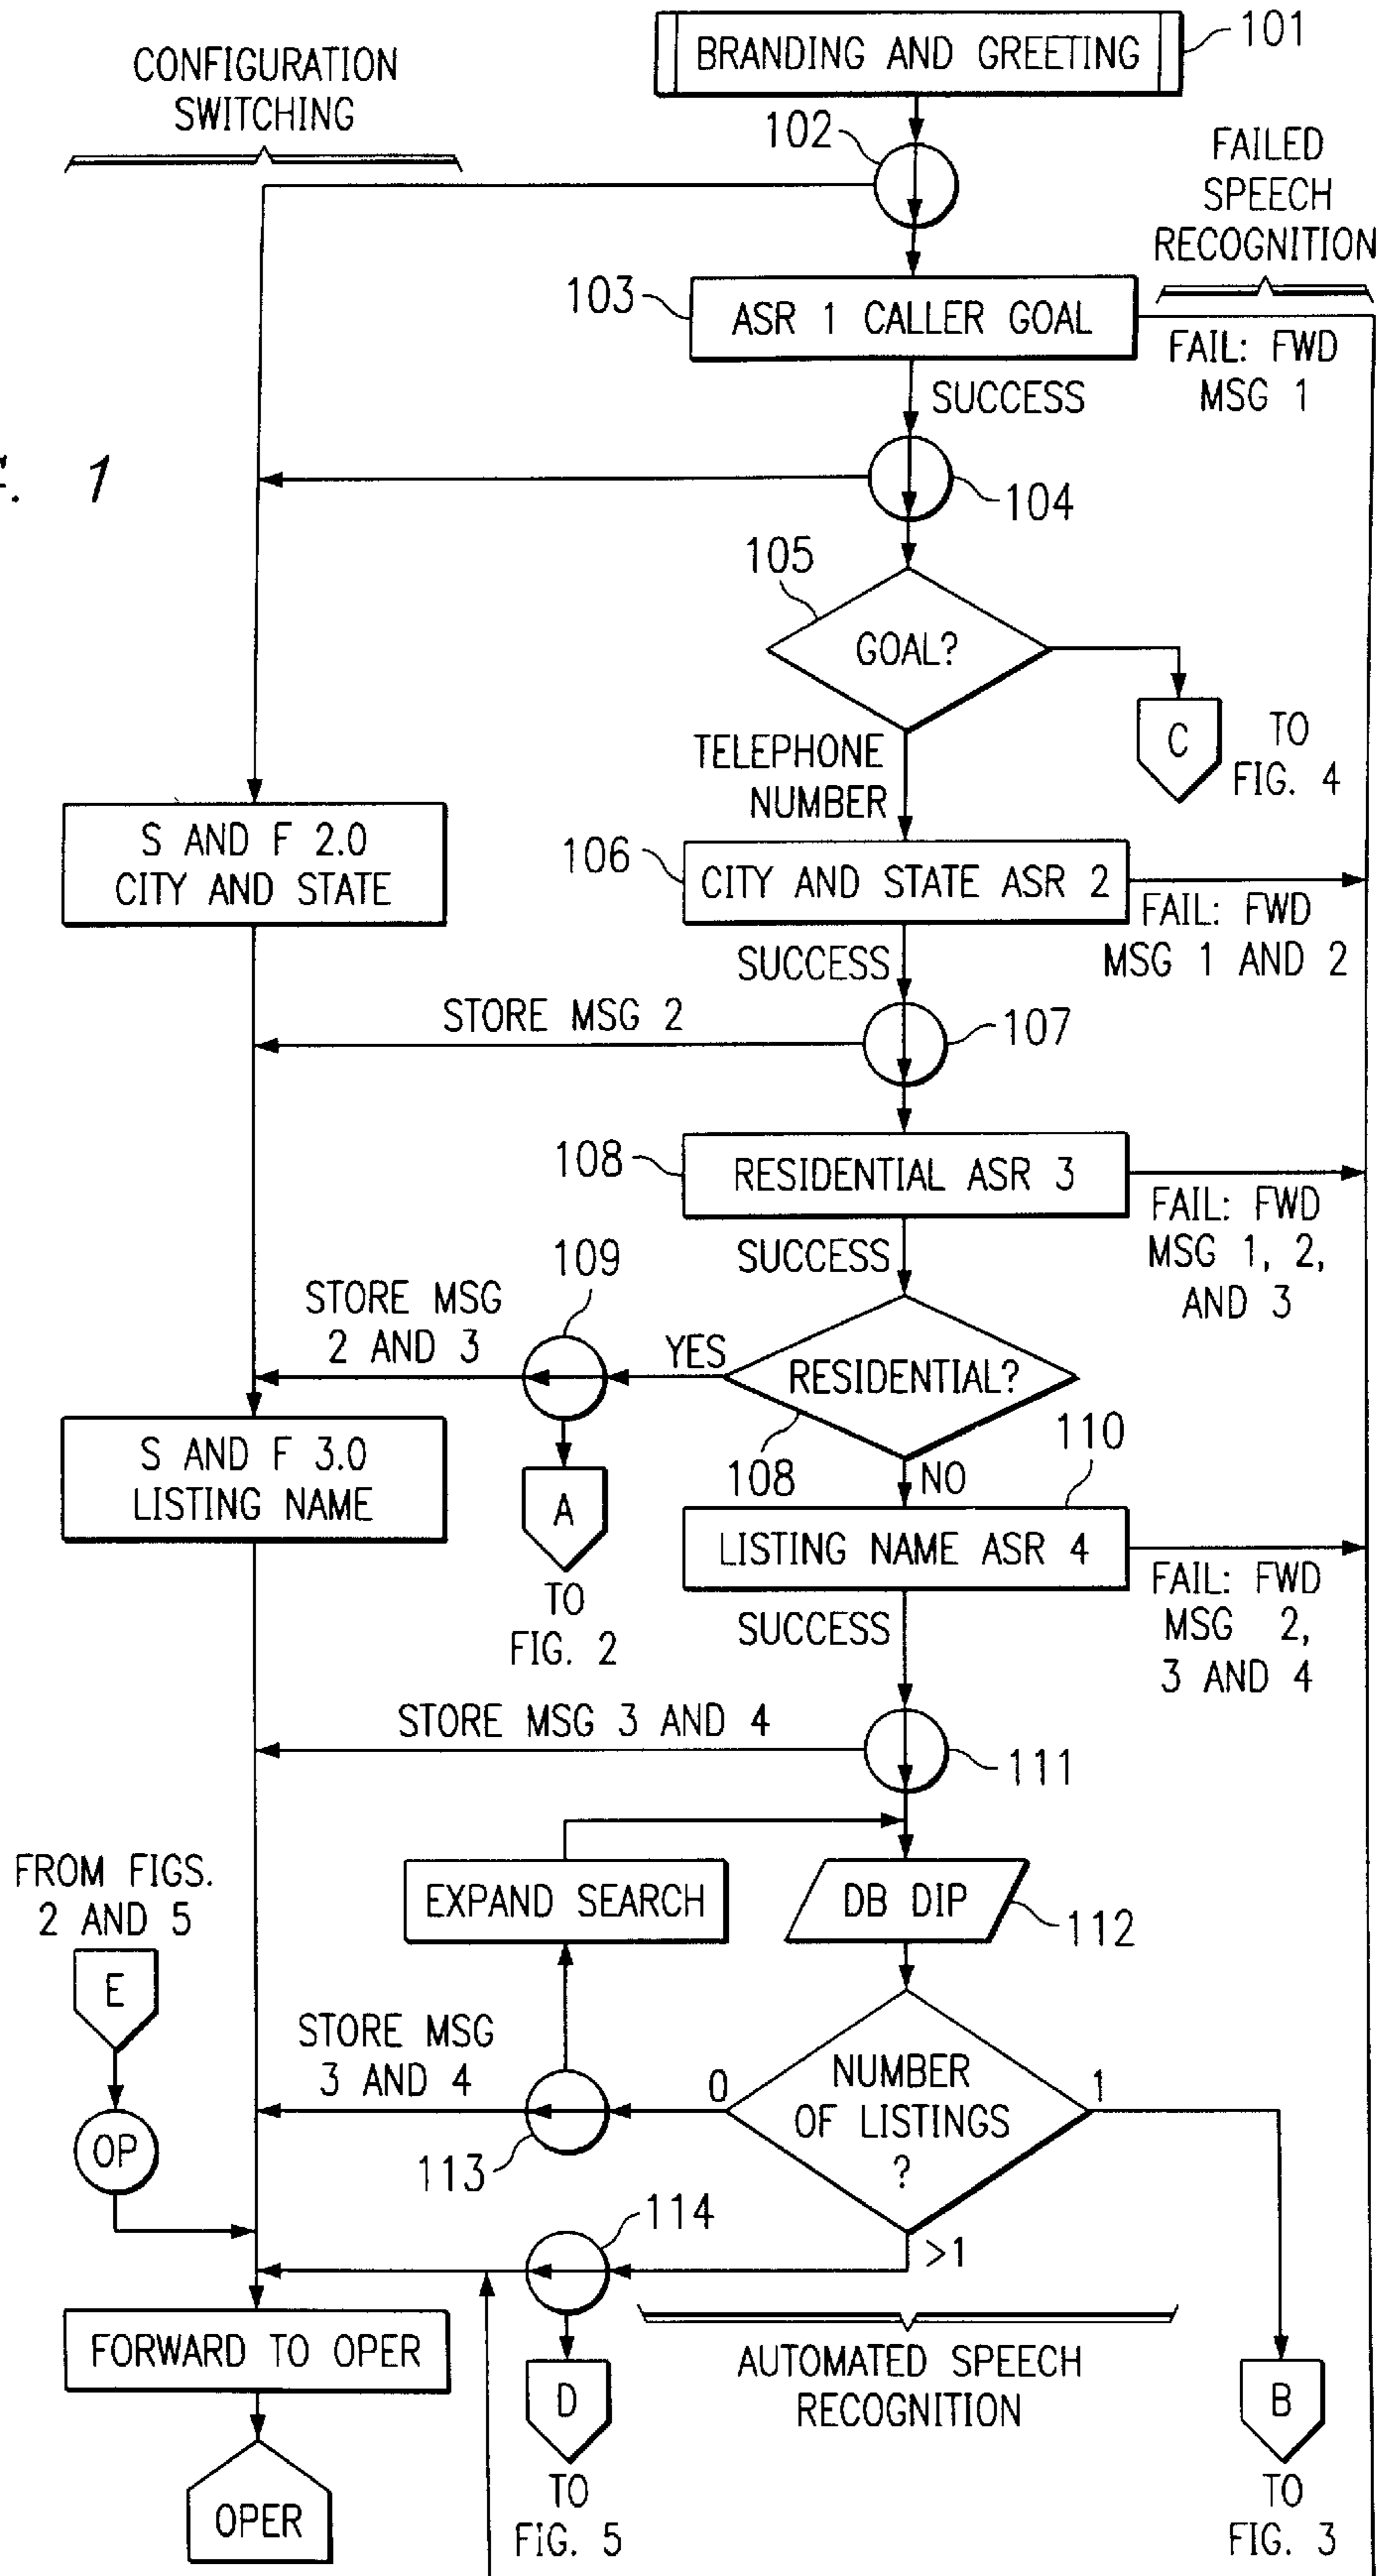 BRANDING AND GREETING
101
CONFIGURATION
SWITCHING
102
FAILED
SPEECH
RECOGNITION
103
ASR 1 CALLER GOAL
FAIL: FWD
MSG 1
SUCCESS
1
104
105
GOAL?
C
TO
FIG. 4
TELEPHONE
NUMBER
S AND F 2.0
CITY AND STATE
106
CITY AND STATE ASR 2
FAIL: FWD
MSG 1 AND 2
SUCCESS
STORE MSG 2
107
108
RESIDENTIAL ASR 3
FAIL: FWD
MSG 1, 2,
AND 3
SUCCESS
109
STORE MSG
2 AND 3
YES
RESIDENTIAL?
108
NO
110
S AND F 3.0
LISTING NAME
A
TO
FIG. 2
LISTING NAME ASR 4
FAIL: FWD
MSG 2,
3 AND 4
SUCCESS
STORE MSG 3 AND 4
111
FROM FIGS.
2 AND 5
E
OP
EXPAND SEARCH
DB DIP
112
STORE MSG
3 AND 4
113
0
NUMBER
OF LISTINGS
?
1
114
>1
FORWARD TO OPER
OPER
D
TO
FIG. 5
AUTOMATED SPEECH
RECOGNITION
B
TO
FIG. 3